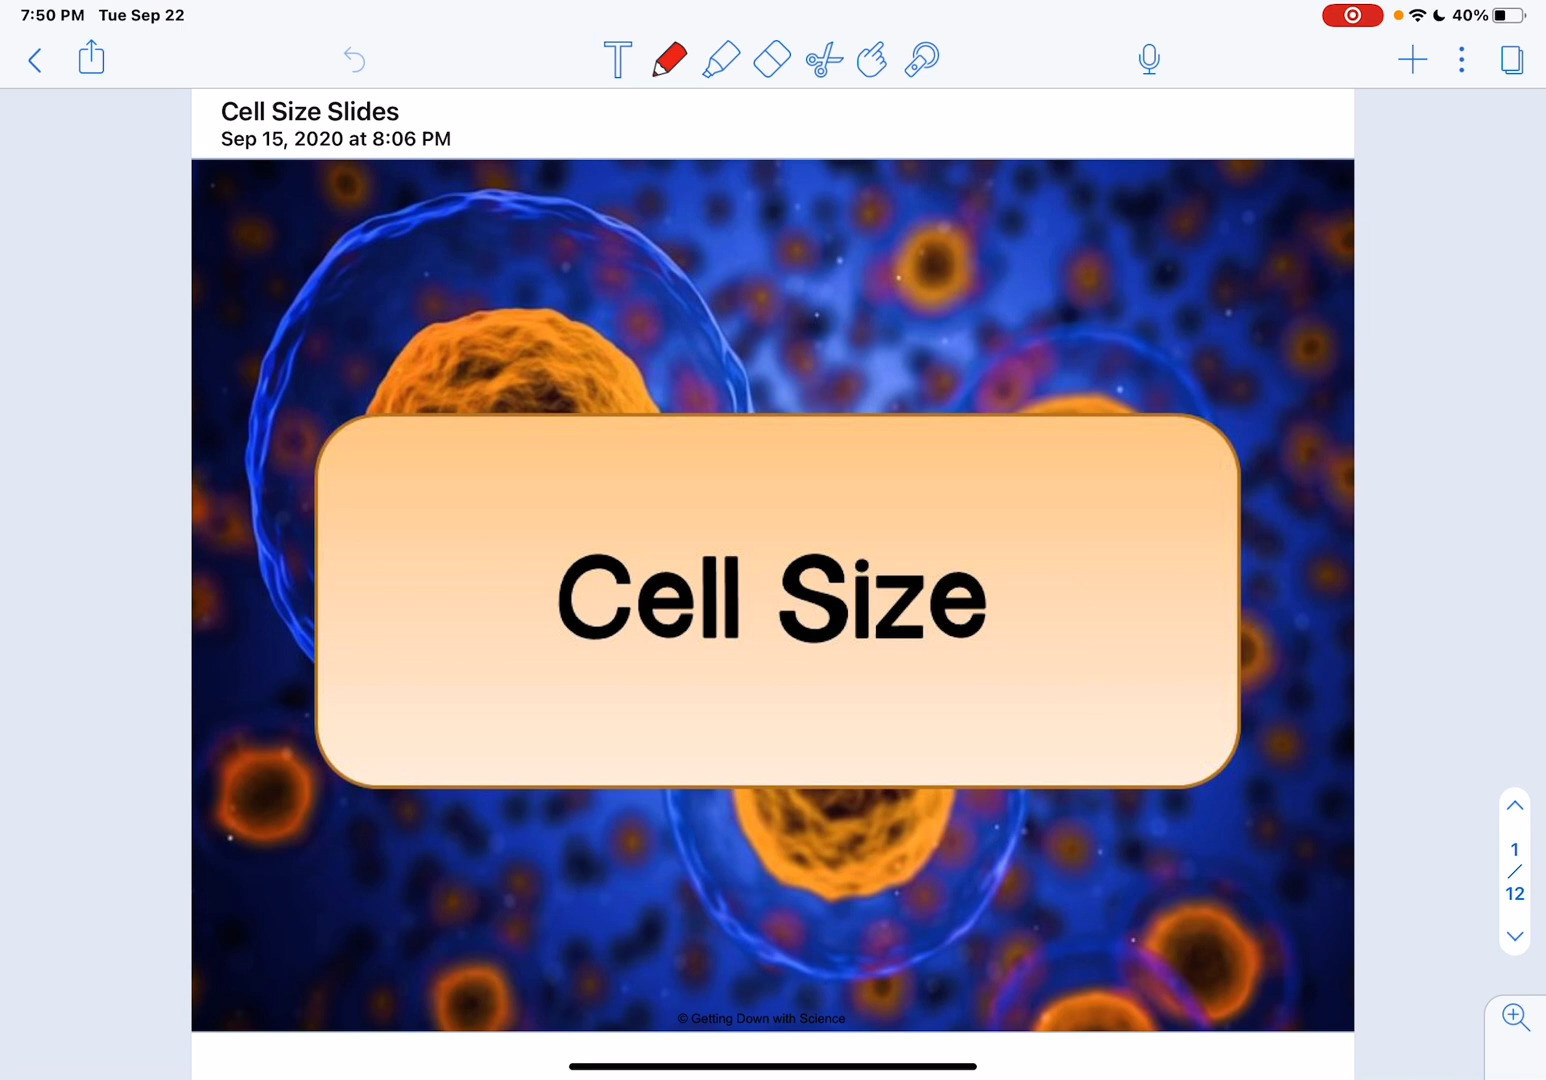 7:50 PM Tue Sep 22
40%
Cell Size Slides
Sep 15, 2020 at 8:06 PM
Cell Size
1
/
12
© Getting Down with Science